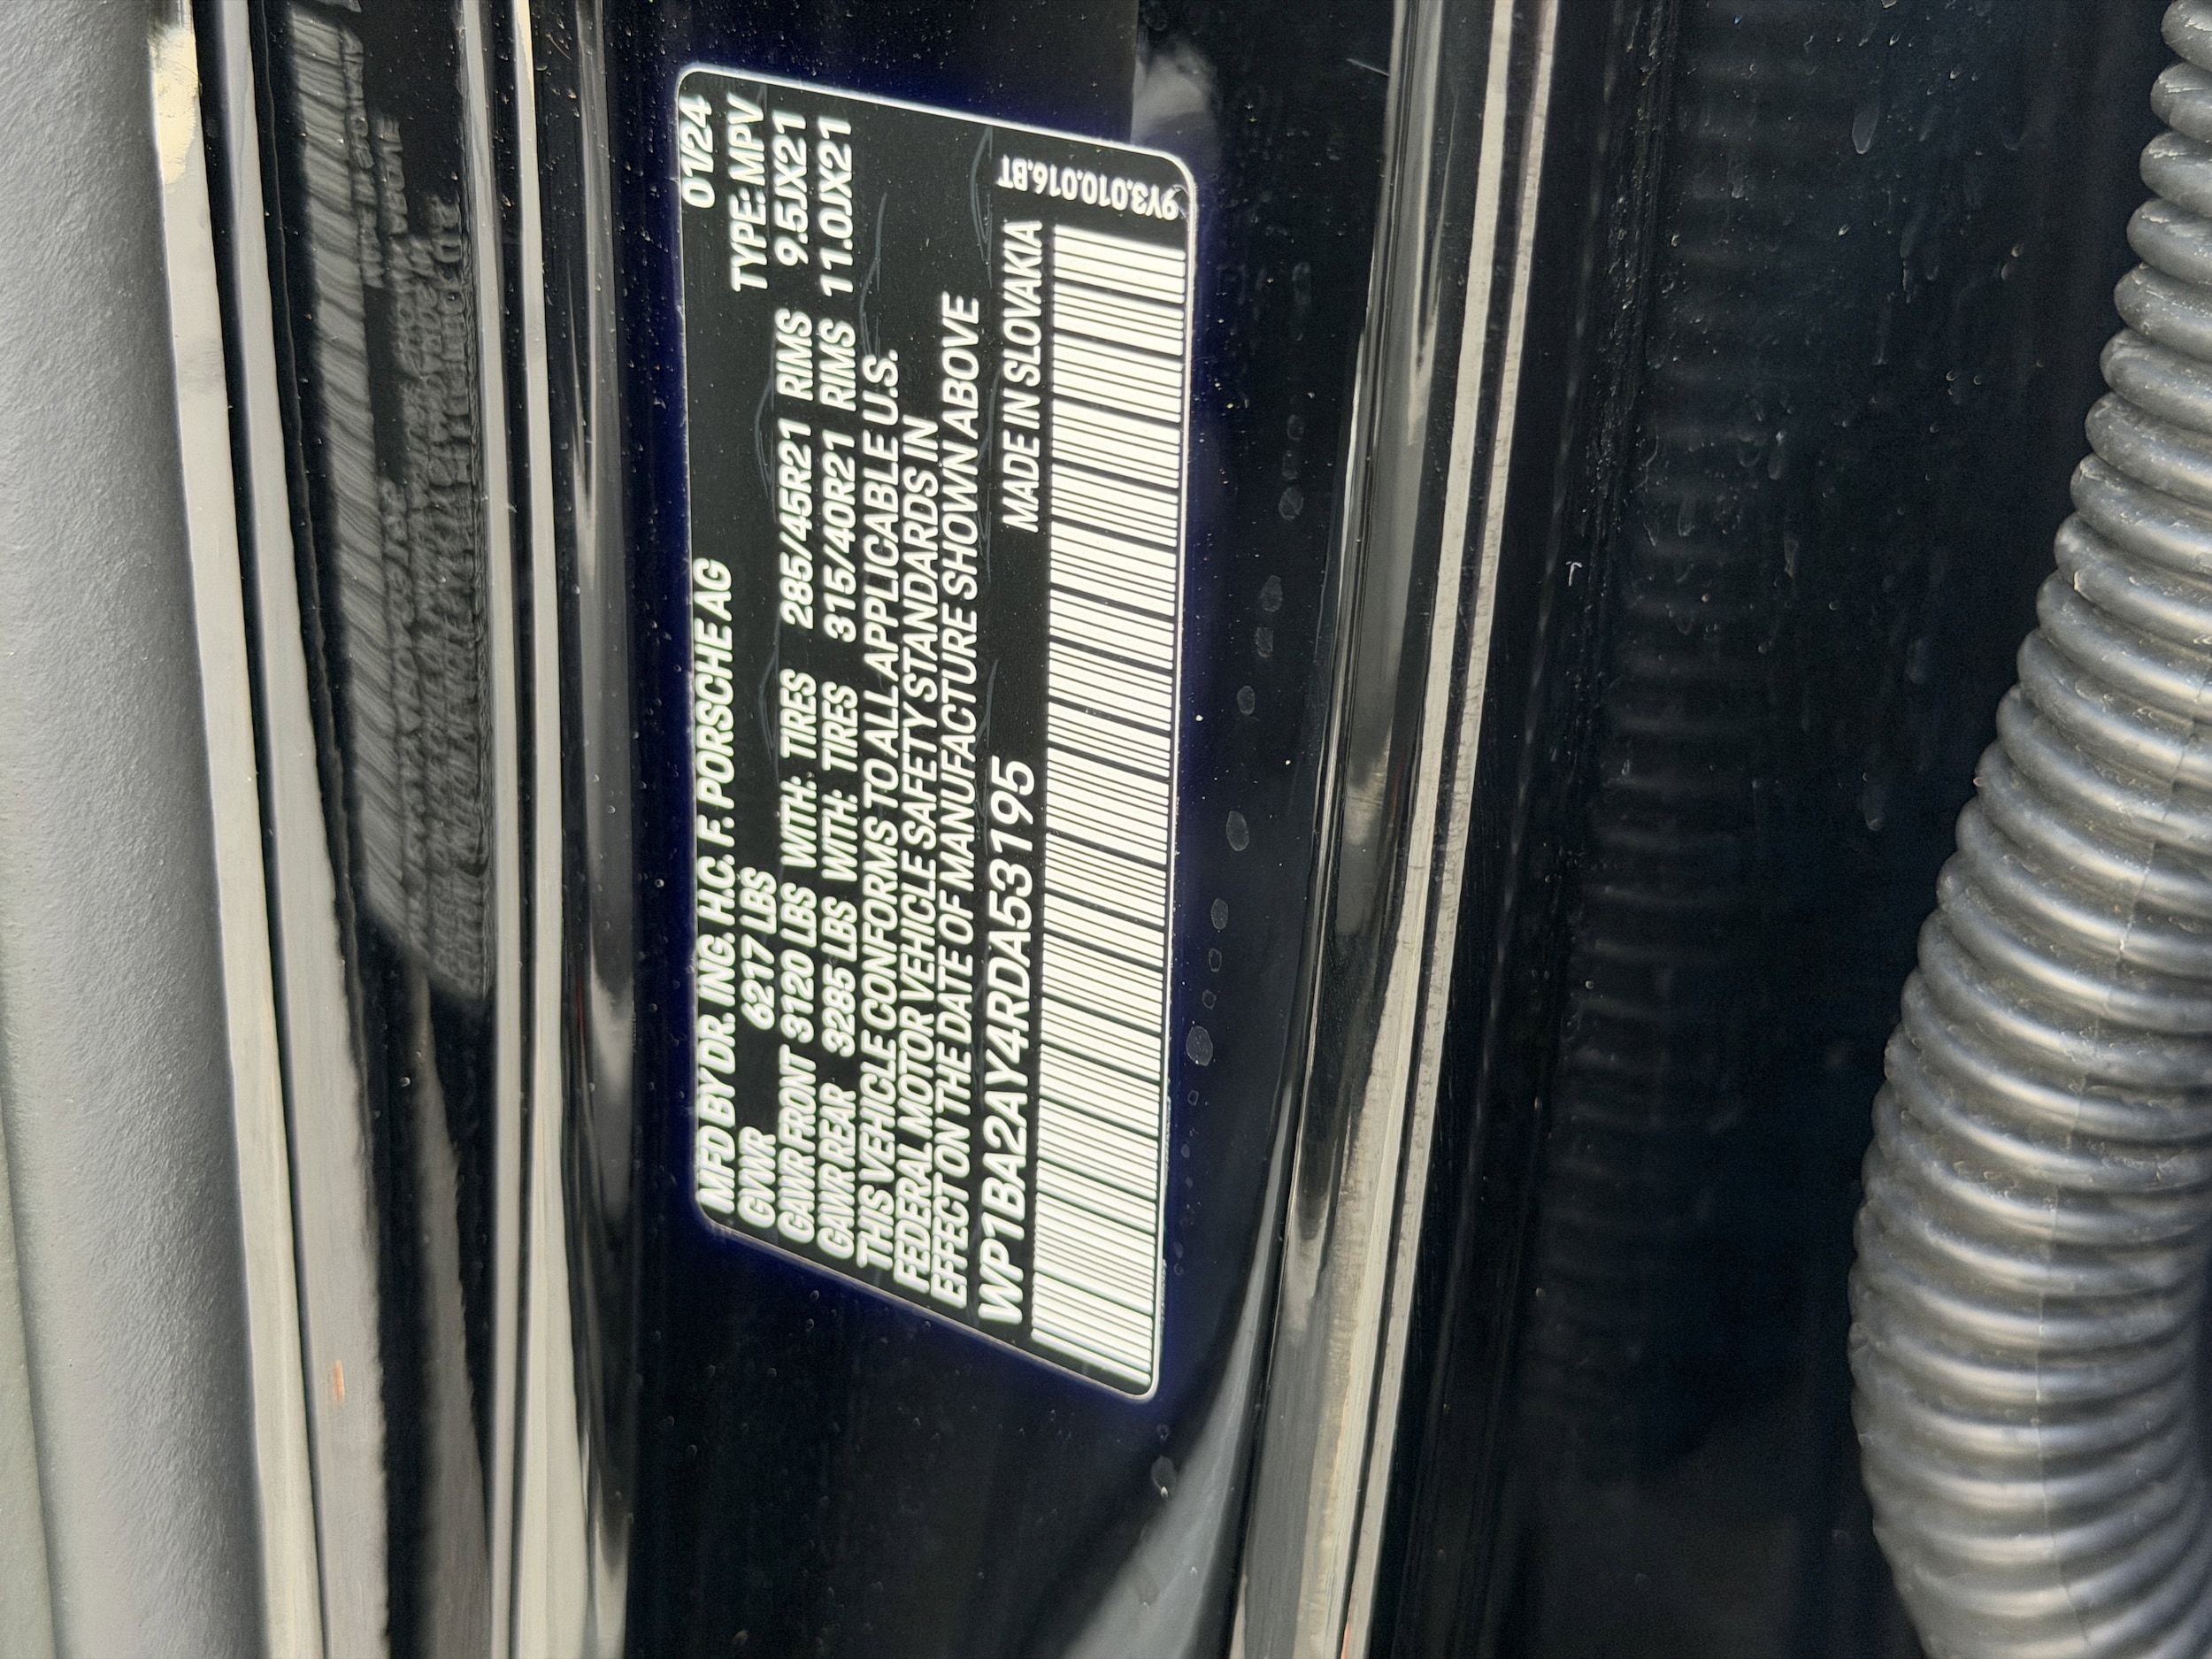 MFD BY DR. ING. H.C. F. PORSCHE AG 01/24
GVWR 6217 LBS TYPE: MPV
GAWR FRONT 3120 LBS WITH: TIRES 285/45R21 RIMS 9.5JX21
GAWR REAR 3285 LBS WITH: TIRES 315/40R21 RIMS 11.0JX21
THIS VEHICLE CONFORMS TO ALL APPLICABLE U.S.
FEDERAL MOTOR VEHICLE SAFETY STANDARDS IN
EFFECT ON THE DATE OF MANUFACTURE SHOWN ABOVE
WP1BA2AY4RDA53195 MADE IN SLOVAKIA
9Y3.010.016.BT